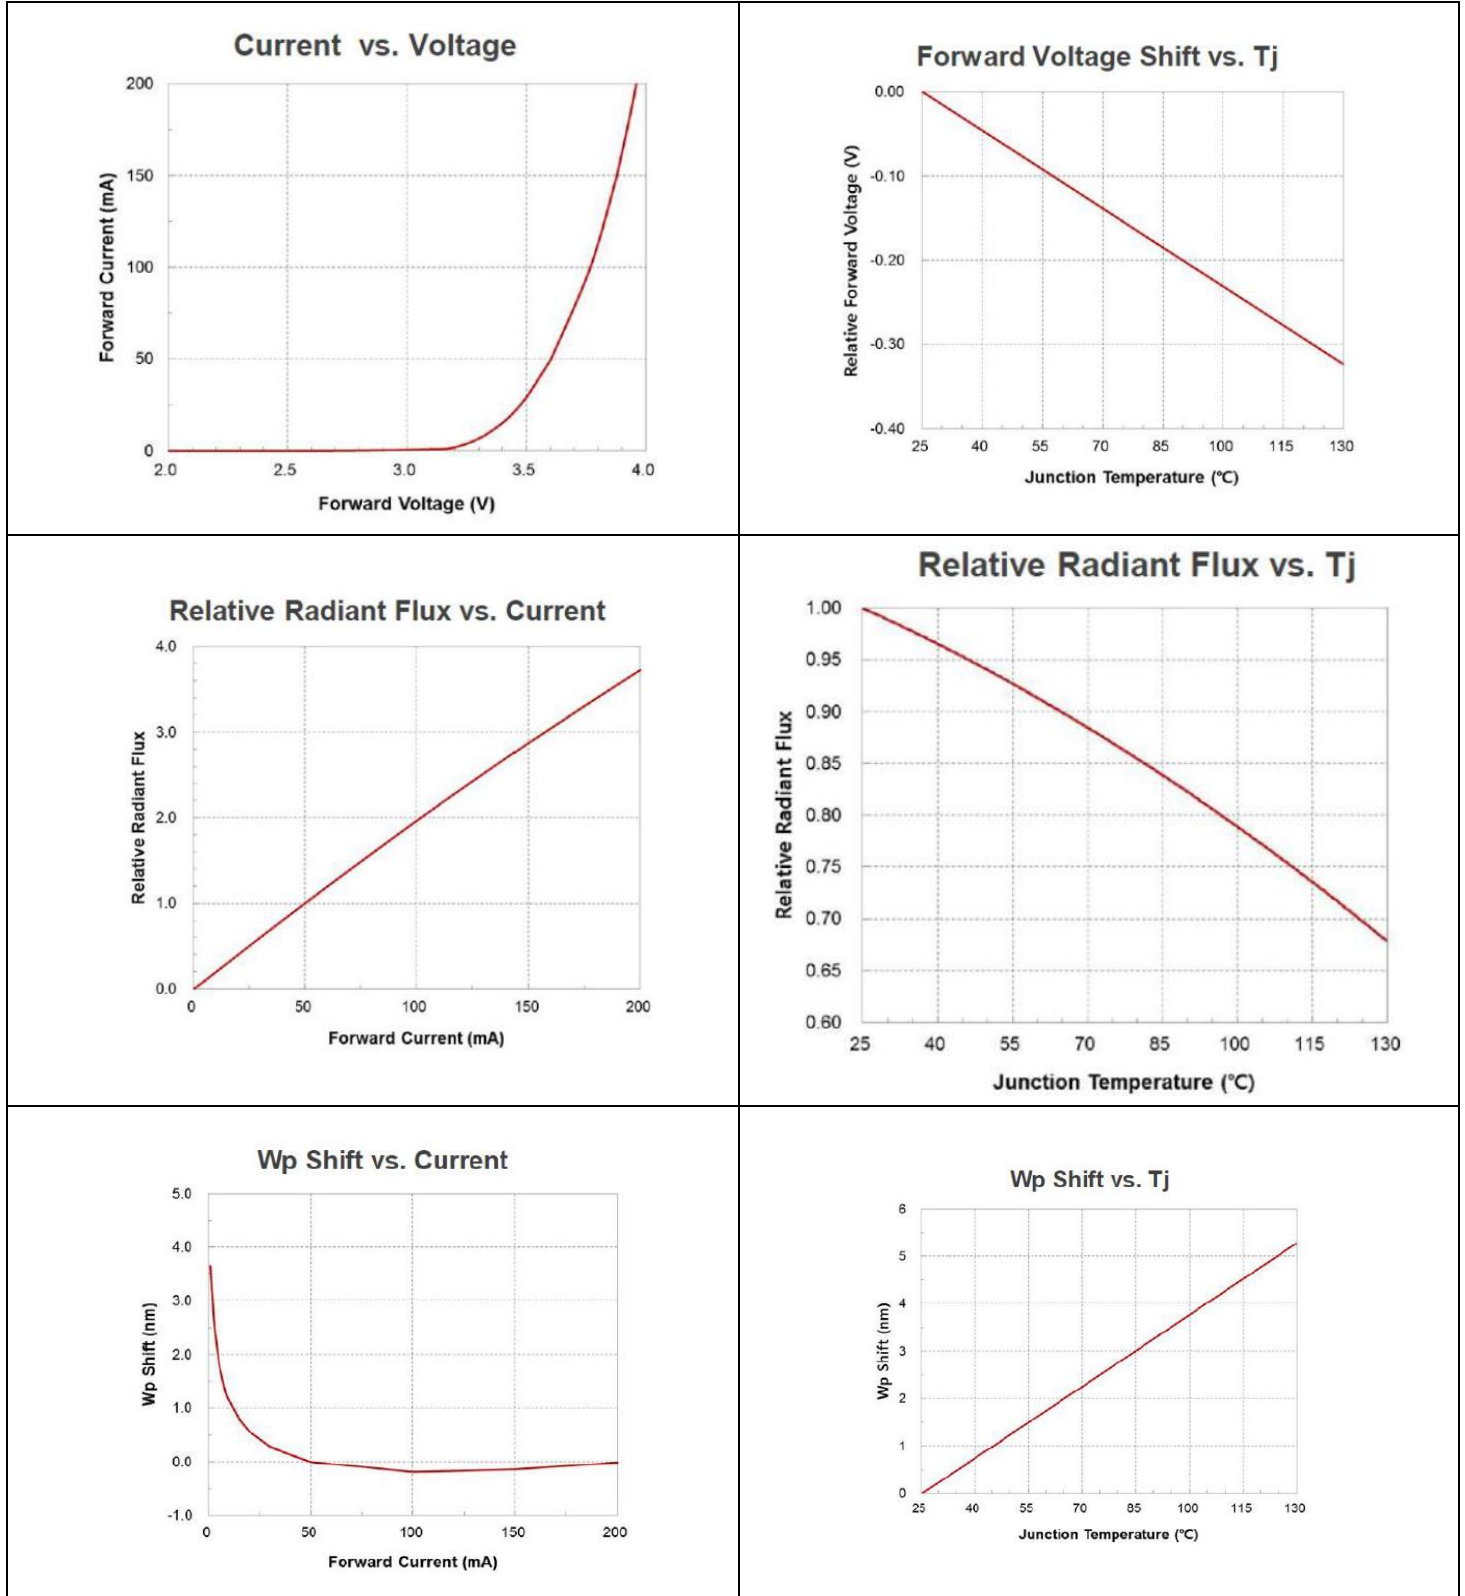 Current vs. Voltage
200
150
100
50
0
2.0 2.5 3.0 3.5 4.0
Forward Current (mA)
Forward Voltage (V)
Forward Voltage Shift vs. Tj
0.00
-0.10
-0.20
-0.30
-0.40
25 40 55 70 85 100 115 130
Relative Forward Voltage (V)
Junction Temperature (℃)
Relative Radiant Flux vs. Current
4.0
3.0
2.0
1.0
0.0
0 50 100 150 200
Relative Radiant Flux
Forward Current (mA)
Relative Radiant Flux vs. Tj
1.00
0.95
0.90
0.85
0.80
0.75
0.70
0.65
0.60
25 40 55 70 85 100 115 130
Relative Radiant Flux
Junction Temperature (℃)
Wp Shift vs. Current
5.0
4.0
3.0
2.0
1.0
0.0
-1.0
0 50 100 150 200
Wp Shift (nm)
Forward Current (mA)
Wp Shift vs. Tj
6
5
4
3
2
1
0
25 40 55 70 85 100 115 130
Wp Shift (nm)
Junction Temperature (℃)